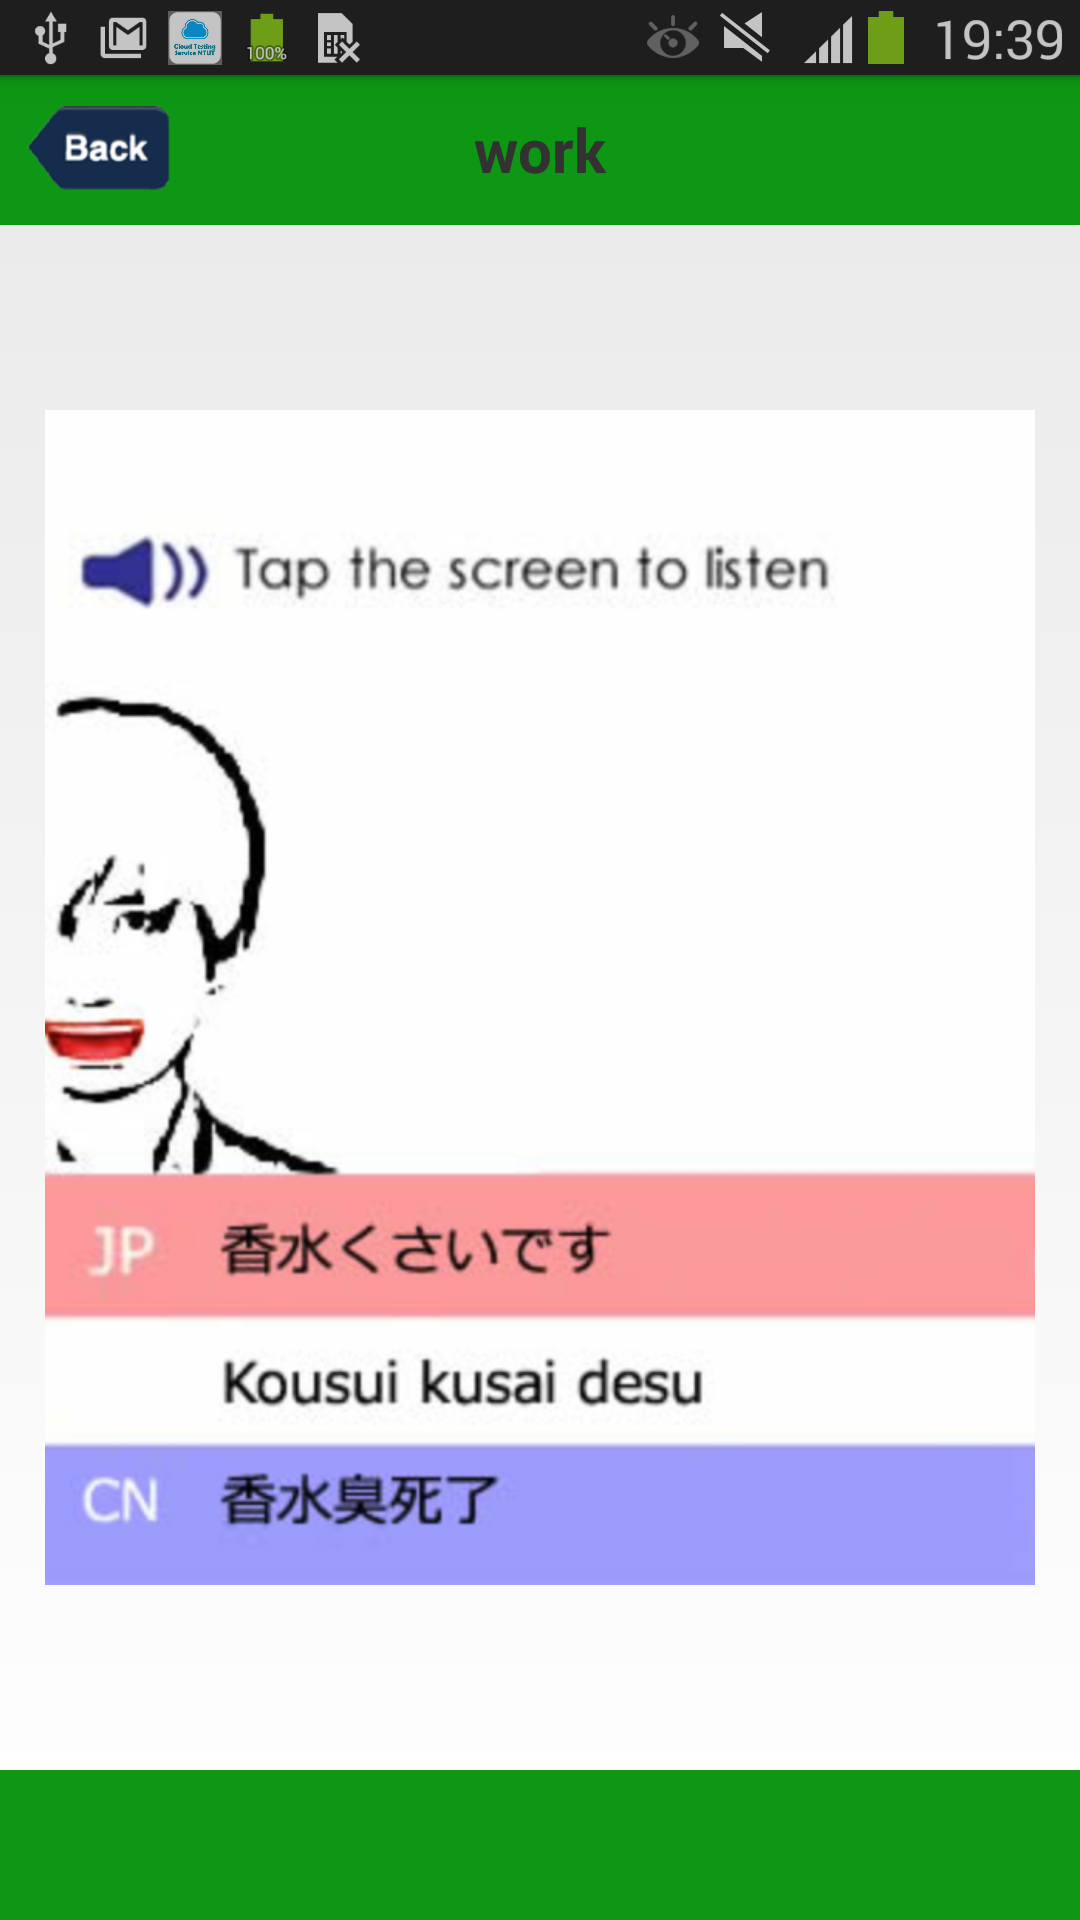 100%
Cloud Testing
Service NTUT
19:39
Back
work
Tap the screen to listen
JP 香水くさいです
Kousui kusai desu
CN 香水臭死了